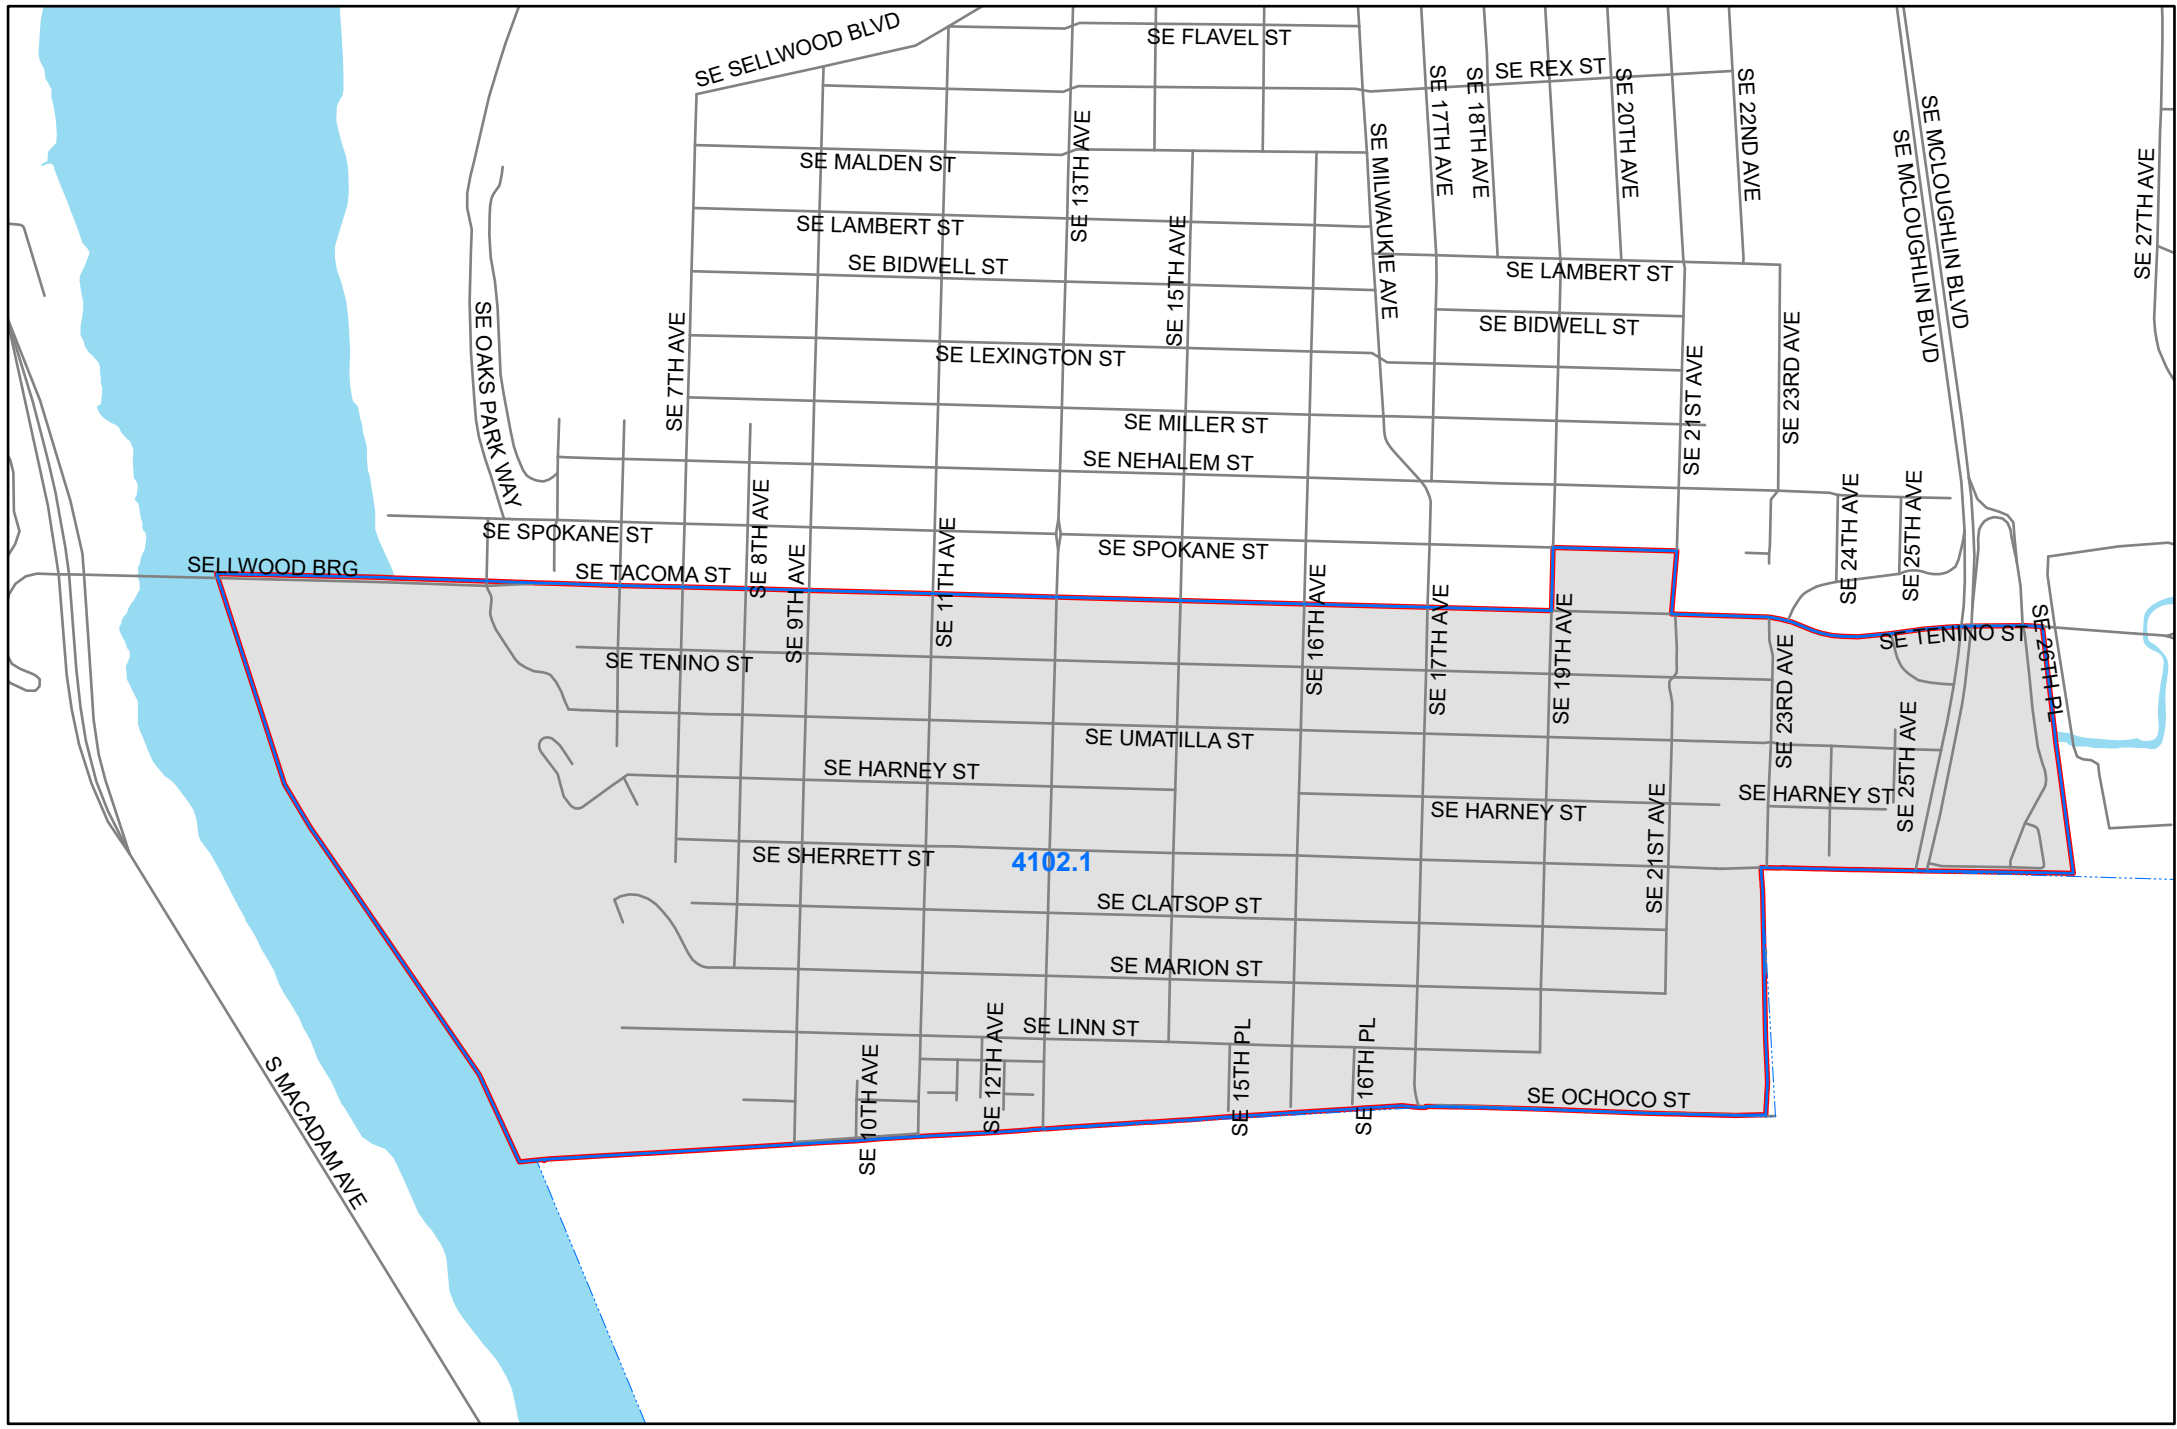 SE SELLWOOD BLVD
SE FLAVEL ST
SE REX ST
SE 17TH AVE
SE 18TH AVE
SE 20TH AVE
SE 22ND AVE
SE MCLOUGHLIN BLVD
SE MCLOUGHLIN BLVD
SE 27TH AVE
SE MALDEN ST
SE 13TH AVE
SE MILWAUKIE AVE
SE LAMBERT ST
SE 15TH AVE
SE BIDWELL ST
SE LAMBERT ST
SE BIDWELL ST
SE OAKS PARK WAY
SE 7TH AVE
SE LEXINGTON ST
SE 21ST AVE
SE 23RD AVE
SE MILLER ST
SE NEHALEM ST
SE 24TH AVE
SE 25TH AVE
SE 8TH AVE
SE SPOKANE ST
SE 11TH AVE
SE SPOKANE ST
SELLWOOD BRG
SE TACOMA ST
SE 9TH AVE
SE 16TH AVE
SE 17TH AVE
SE 19TH AVE
SE TENINO ST
SE 26TH PL
SE TENINO ST
SE 23RD AVE
SE UMATILLA ST
SE HARNEY ST
SE 25TH AVE
SE HARNEY ST
SE HARNEY ST
SE 21ST AVE
SE SHERRETT ST
4102.1
SE CLATSOP ST
SE MARION ST
SE LINN ST
SE 12TH AVE
SE 10TH AVE
SE 15TH PL
SE 16TH PL
SE OCHOCO ST
S MACADAM AVE